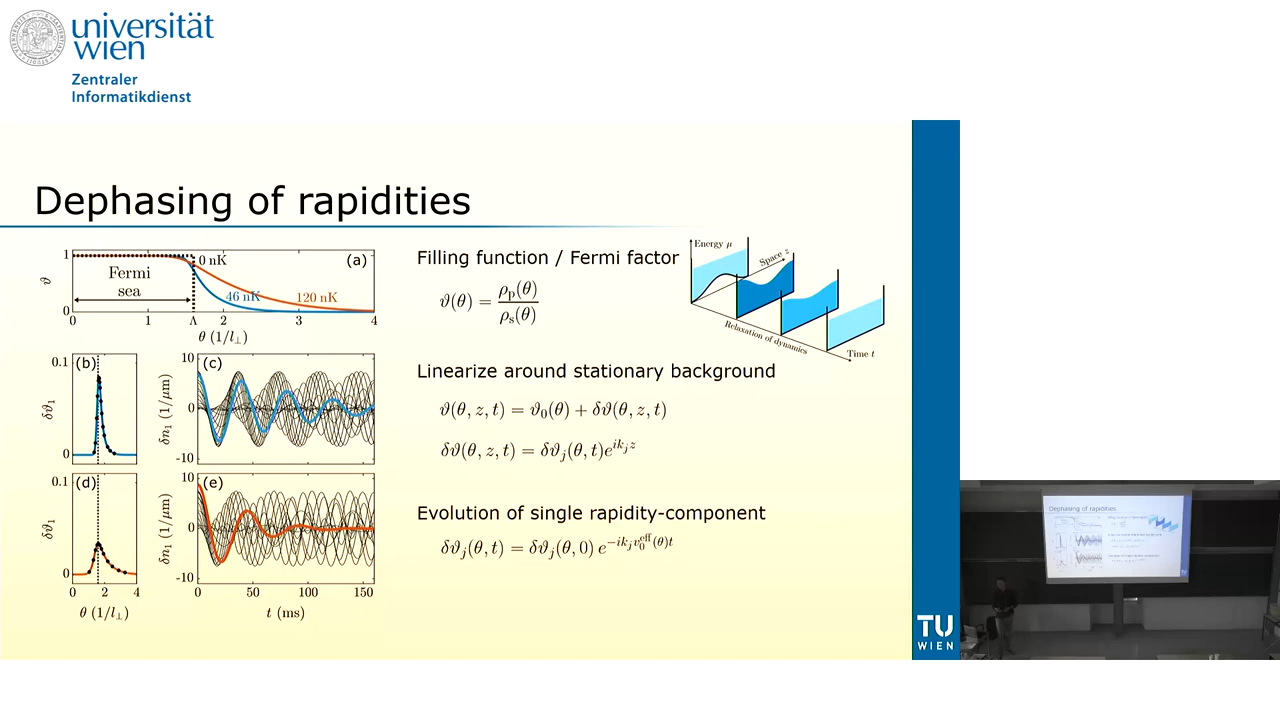 universität
wien
Zentraler
Informatikdienst
Dephasing of rapidities
1
ϑ
0
Fermi
sea
0 nK
46 nK
120 nK
(a)
0 1 Λ 2 3 4
θ (1/l⊥)
0.1
(b)
δϑ₁
0
10
(c)
δn₁ (1/μm)
0
-10
0.1
(d)
δϑ₁
0
0 2 4
θ (1/l⊥)
10
(e)
δn₁ (1/μm)
0
-10
0 50 100 150
t (ms)
Filling function / Fermi factor
ϑ(θ) = ρp(θ) / ρs(θ)
Energy μ
Space z
Relaxation of dynamics
Time t
Linearize around stationary background
ϑ(θ, z, t) = ϑ₀(θ) + δϑ(θ, z, t)
δϑ(θ, z, t) = δϑⱼ(θ, t)e^{ikⱼz}
Evolution of single rapidity-component
δϑⱼ(θ, t) = δϑⱼ(θ, 0) e^{−ikⱼv₀^{eff}(θ)t}
TU
WIEN
Dephasing of rapidities